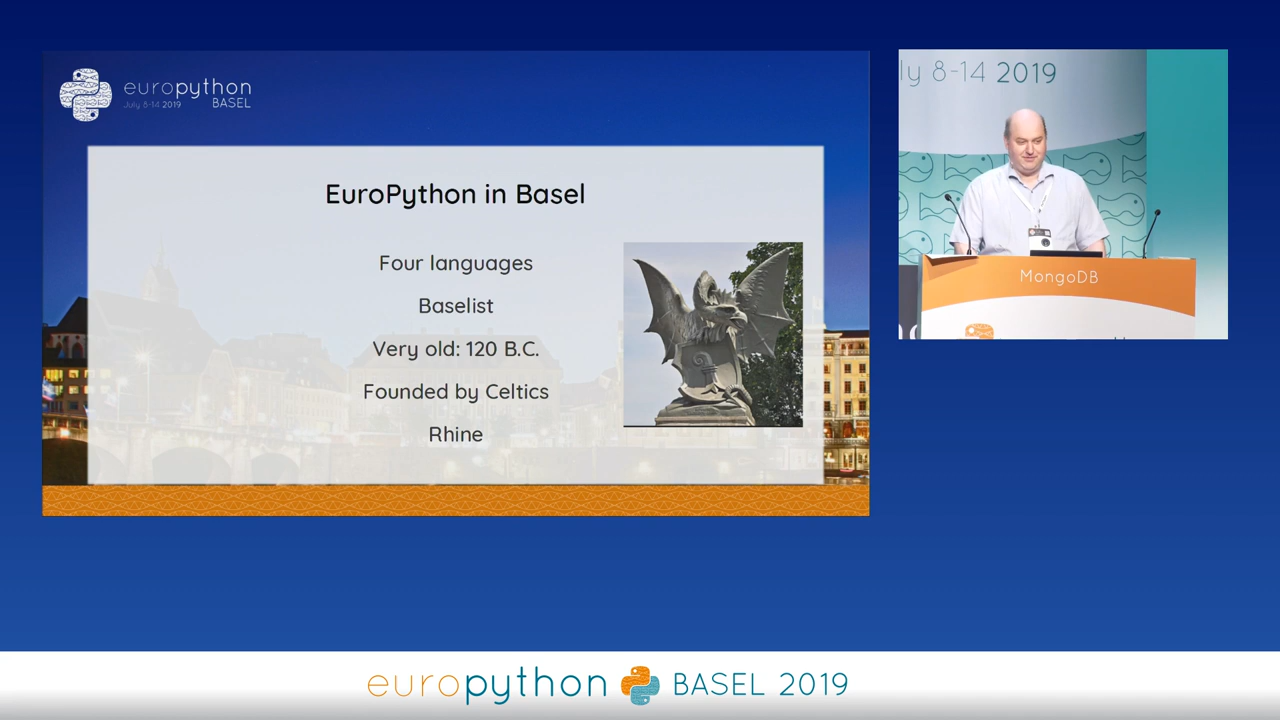 europython
July 8-14 2019 BASEL
EuroPython in Basel
Four languages
Baselist
Very old: 120 B.C.
Founded by Celtics
Rhine
ly 8-14 2019
MongoDB
europython BASEL 2019